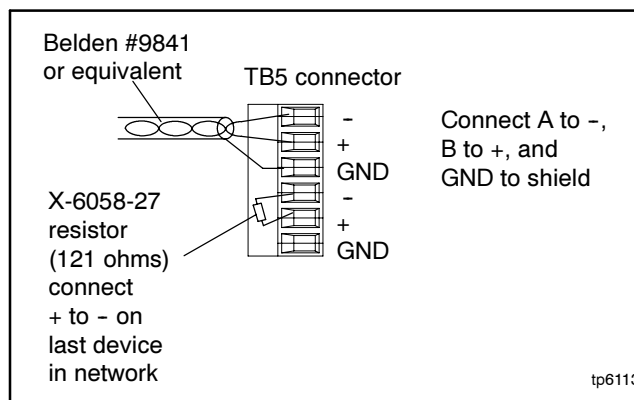 Belden #9841
or equivalent
TB5 connector
-
+
GND
-
+
GND
Connect A to -,
B to +, and
GND to shield
X-6058-27
resistor
(121 ohms)
connect
+ to - on
last device
in network
tp6113